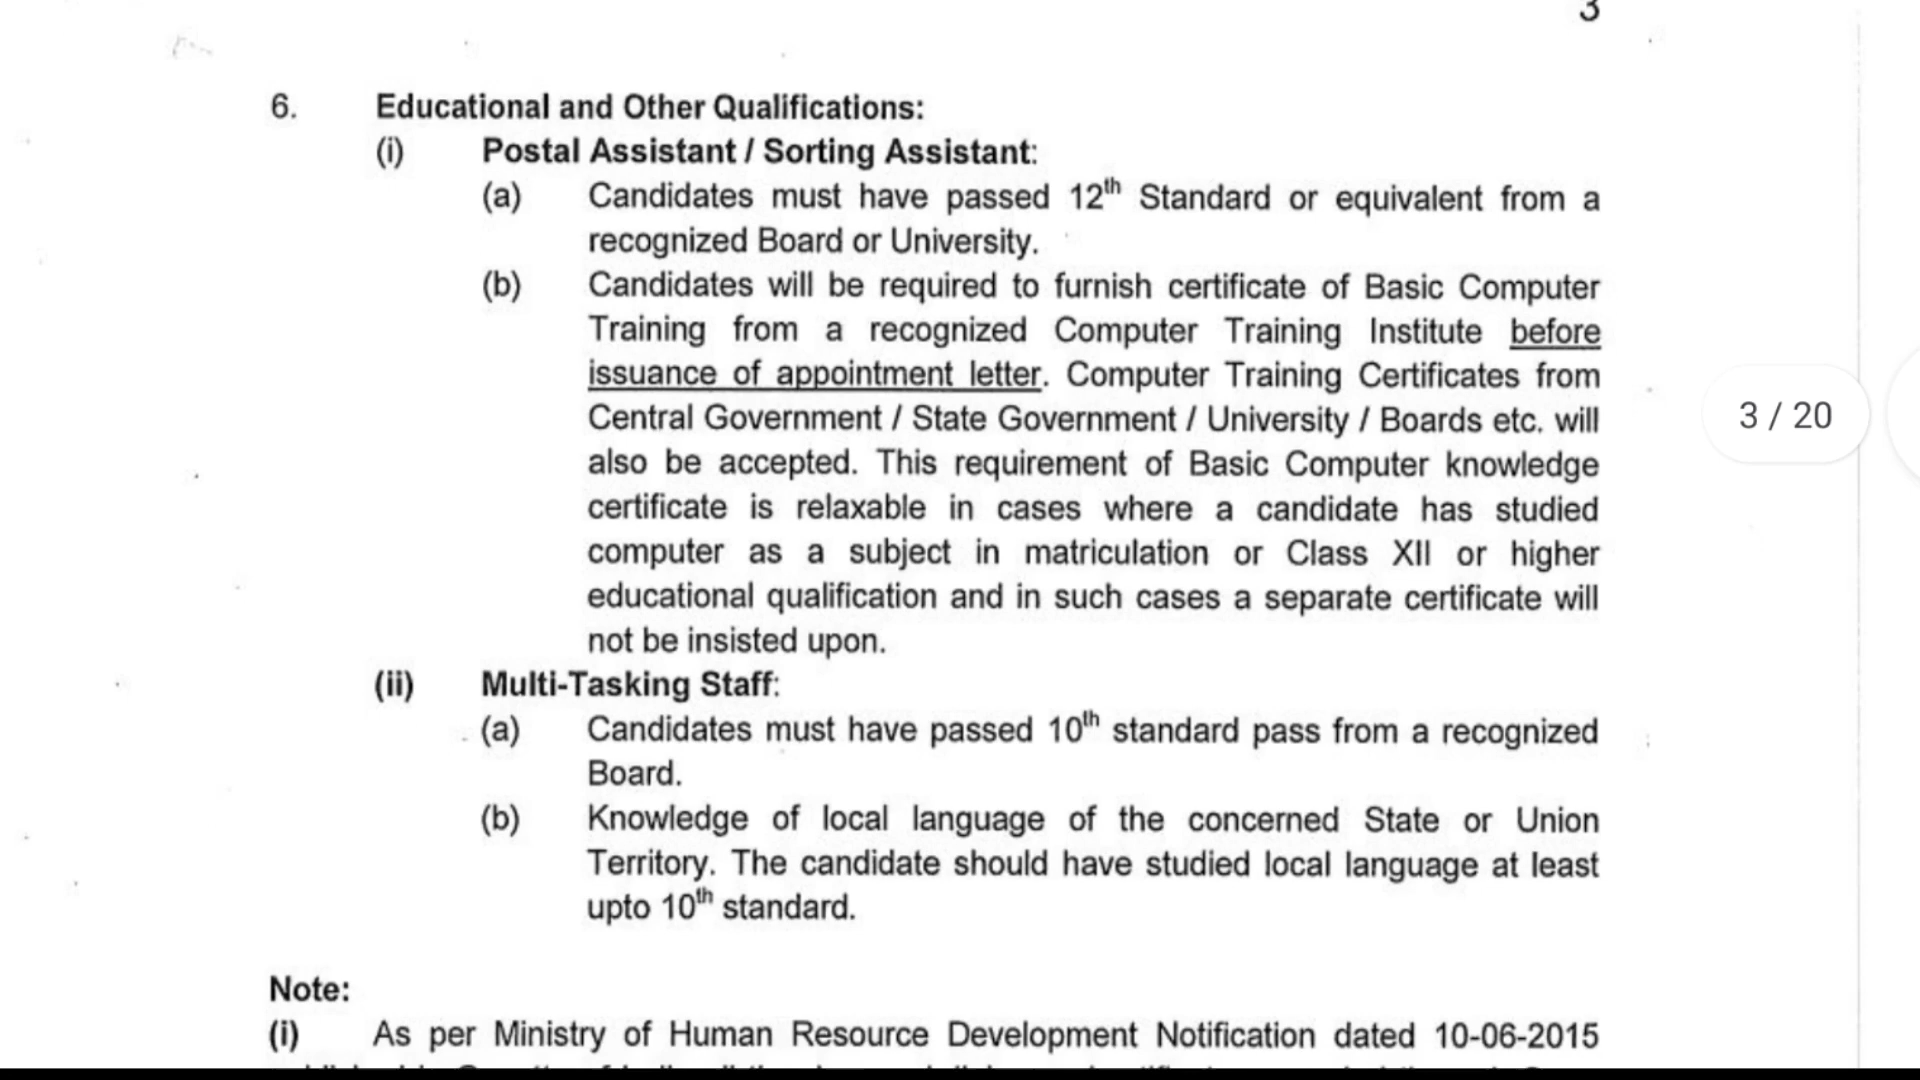 3
6. Educational and Other Qualifications:
(i) Postal Assistant / Sorting Assistant:
(a) Candidates must have passed 12th Standard or equivalent from a
recognized Board or University.
(b) Candidates will be required to furnish certificate of Basic Computer
Training from a recognized Computer Training Institute before
issuance of appointment letter. Computer Training Certificates from
Central Government / State Government / University / Boards etc. will
also be accepted. This requirement of Basic Computer knowledge
certificate is relaxable in cases where a candidate has studied
computer as a subject in matriculation or Class XII or higher
educational qualification and in such cases a separate certificate will
not be insisted upon.
3 / 20
(ii) Multi-Tasking Staff:
(a) Candidates must have passed 10th standard pass from a recognized
Board.
(b) Knowledge of local language of the concerned State or Union
Territory. The candidate should have studied local language at least
upto 10th standard.
Note:
(i) As per Ministry of Human Resource Development Notification dated 10-06-2015